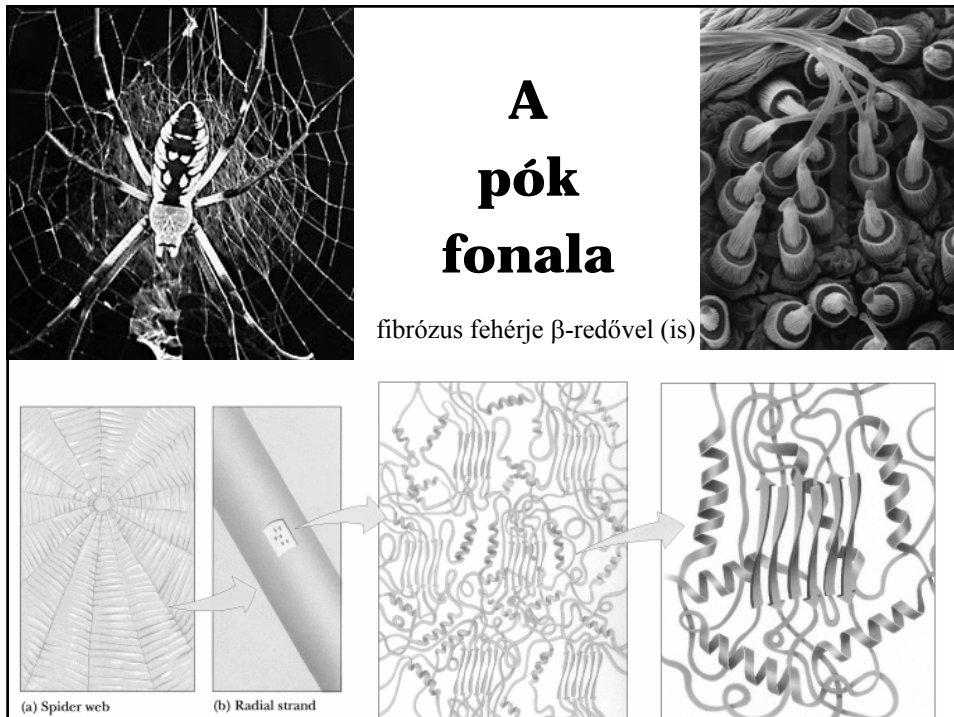 A
pók
fonala
fibrózus fehérje β-redővel (is)
(a) Spider web
(b) Radial strand